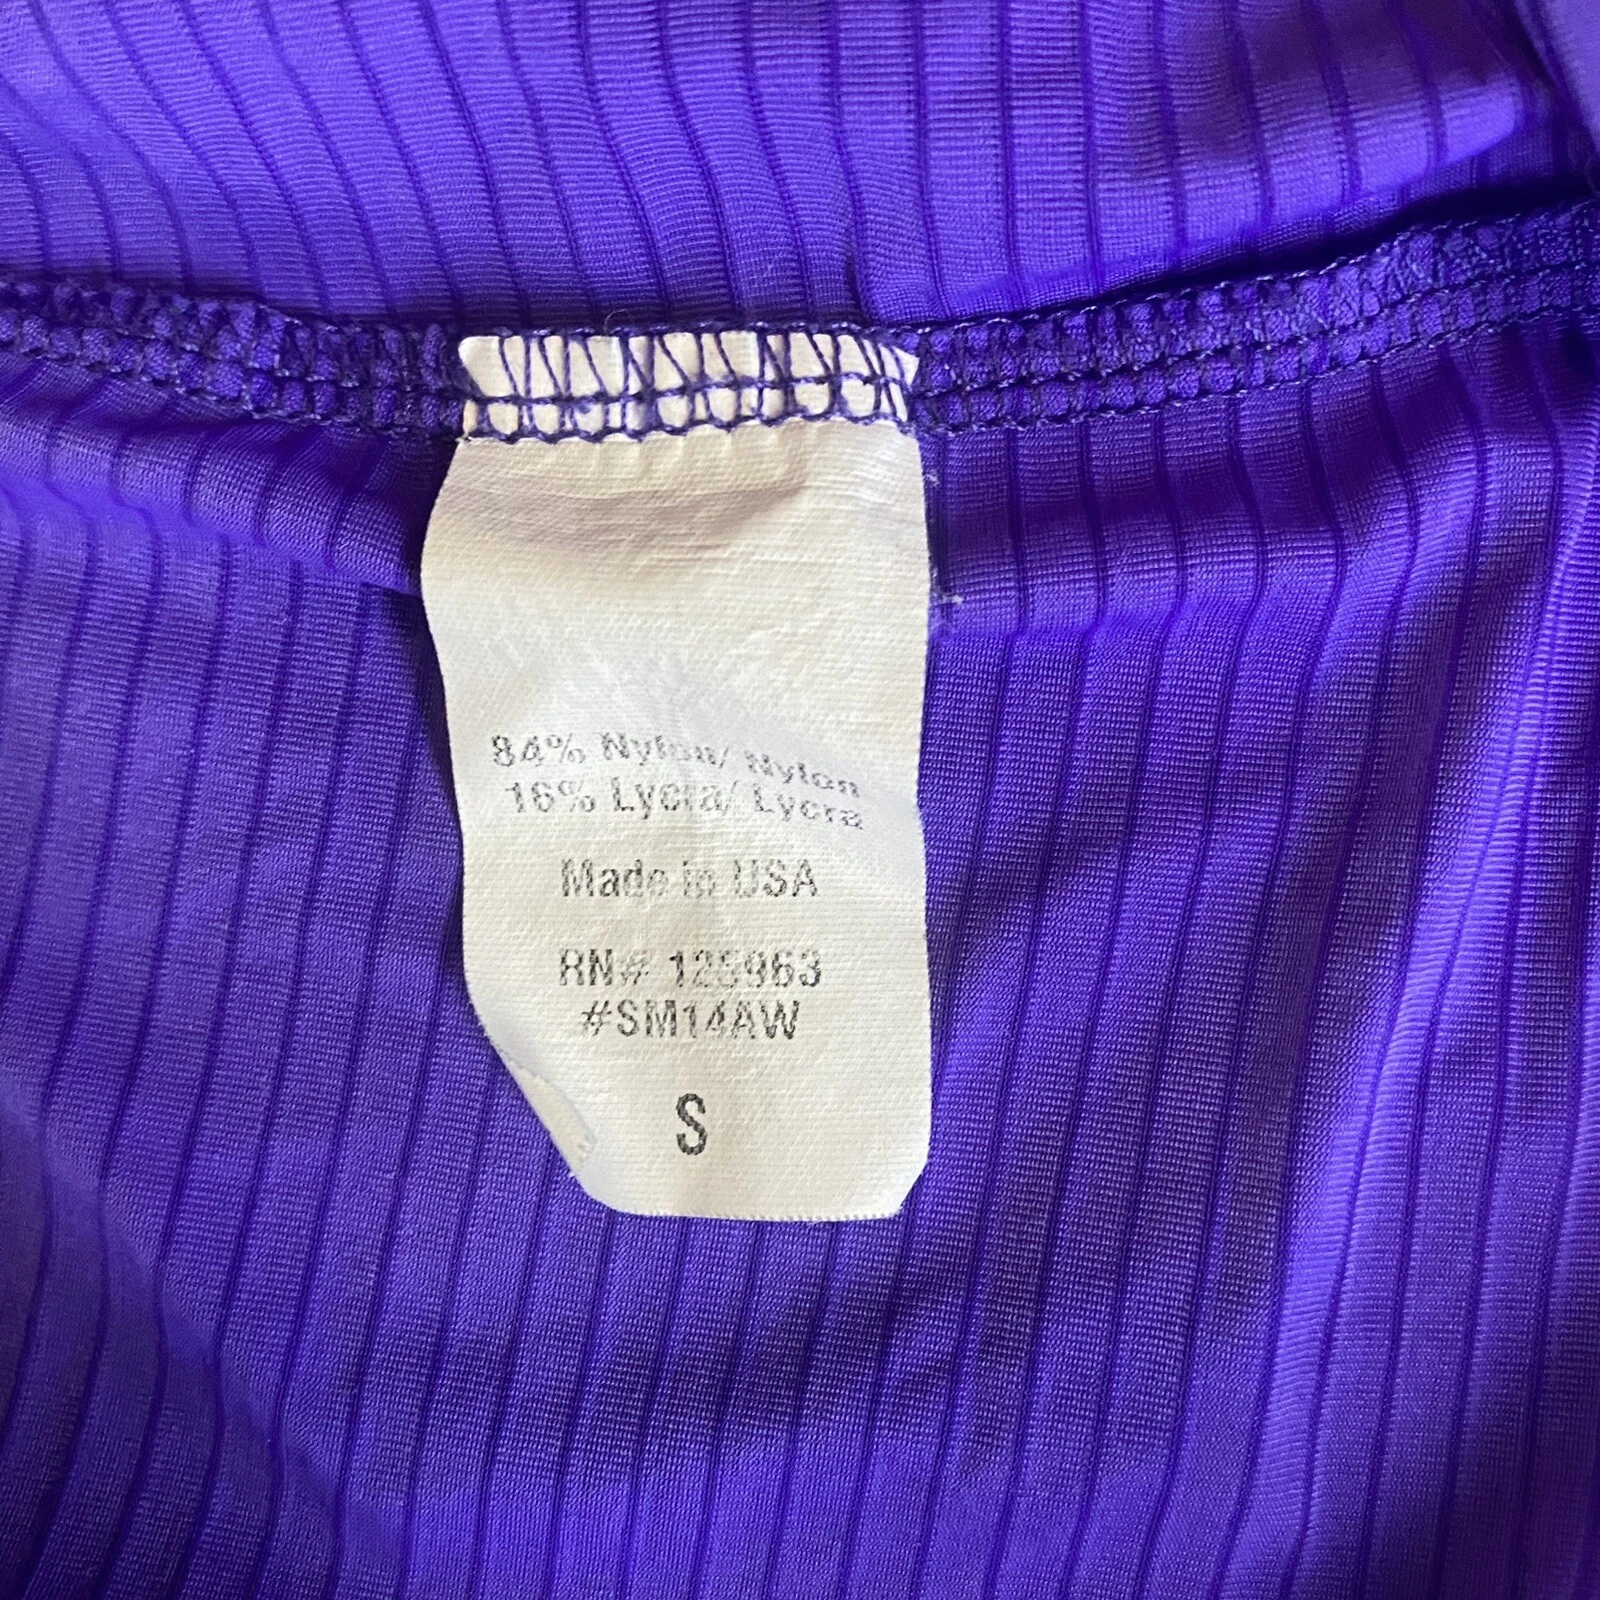 84% Nylon/ Nylon
16% Lycra/ Lycra
Made in USA
RN# 125963
#SM14AW
S